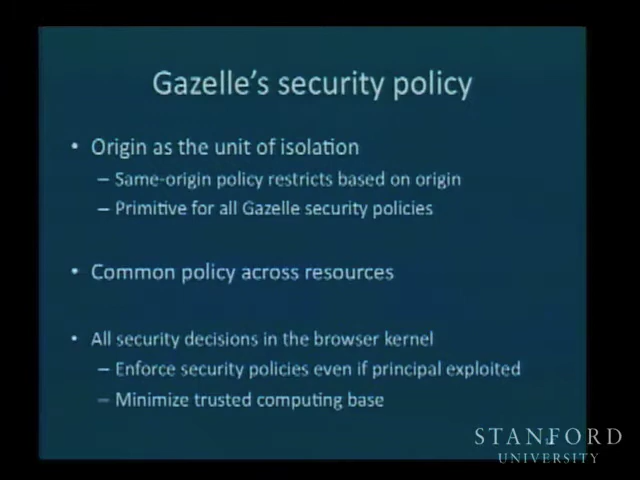 Gazelle's security policy
• Origin as the unit of isolation
– Same-origin policy restricts based on origin
– Primitive for all Gazelle security policies
• Common policy across resources
• All security decisions in the browser kernel
– Enforce security policies even if principal exploited
– Minimize trusted computing base
STANFORD
UNIVERSITY